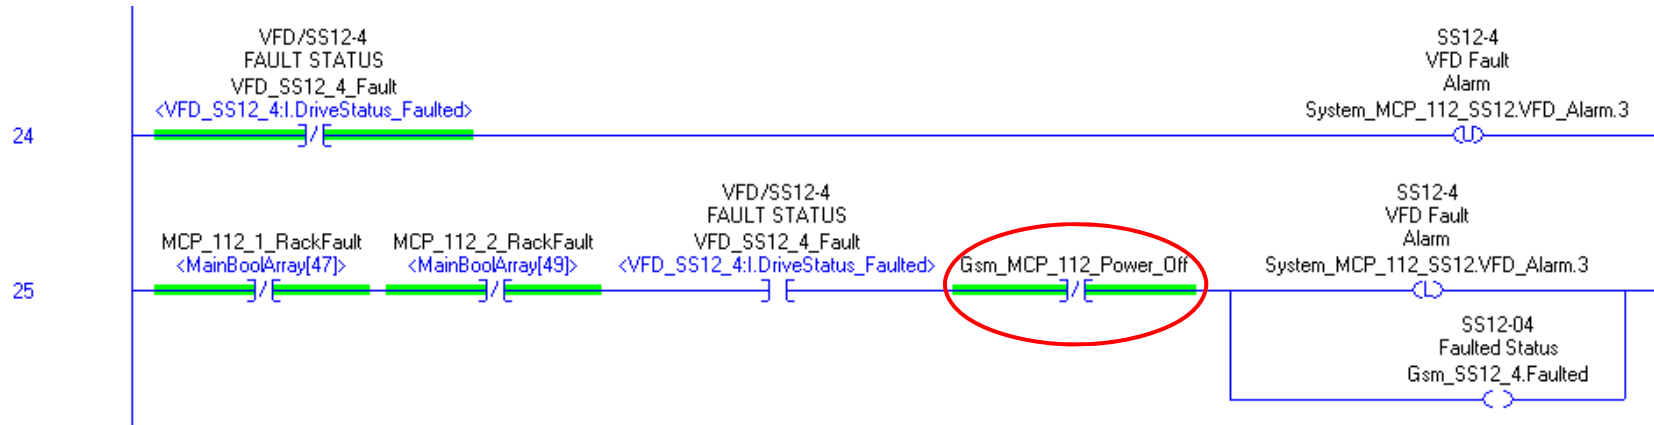 VFD/SS12-4
FAULT STATUS
VFD_SS12_4_Fault
<VFD_SS12_4:I.DriveStatus_Faulted>
SS12-4
VFD Fault
Alarm
System_MCP_112_SS12.VFD_Alarm.3
24
U
MCP_112_1_RackFault
<MainBoolArray[47]>
MCP_112_2_RackFault
<MainBoolArray[49]>
VFD/SS12-4
FAULT STATUS
VFD_SS12_4_Fault
<VFD_SS12_4:I.DriveStatus_Faulted>
Gsm_MCP_112_Power_Off
SS12-4
VFD Fault
Alarm
System_MCP_112_SS12.VFD_Alarm.3
25
L
SS12-04
Faulted Status
Gsm_SS12_4.Faulted